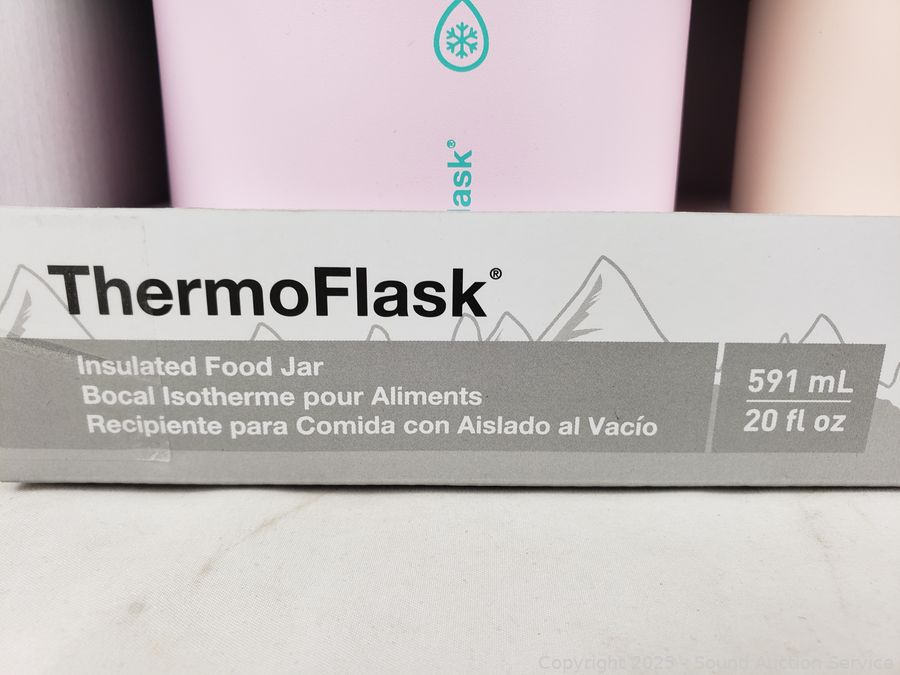 lask®
ThermoFlask®
Insulated Food Jar
Bocal Isotherme pour Aliments
Recipiente para Comida con Aislado al Vacío
591 mL
20 fl oz
Copyright 2025 - Sound Auction Service